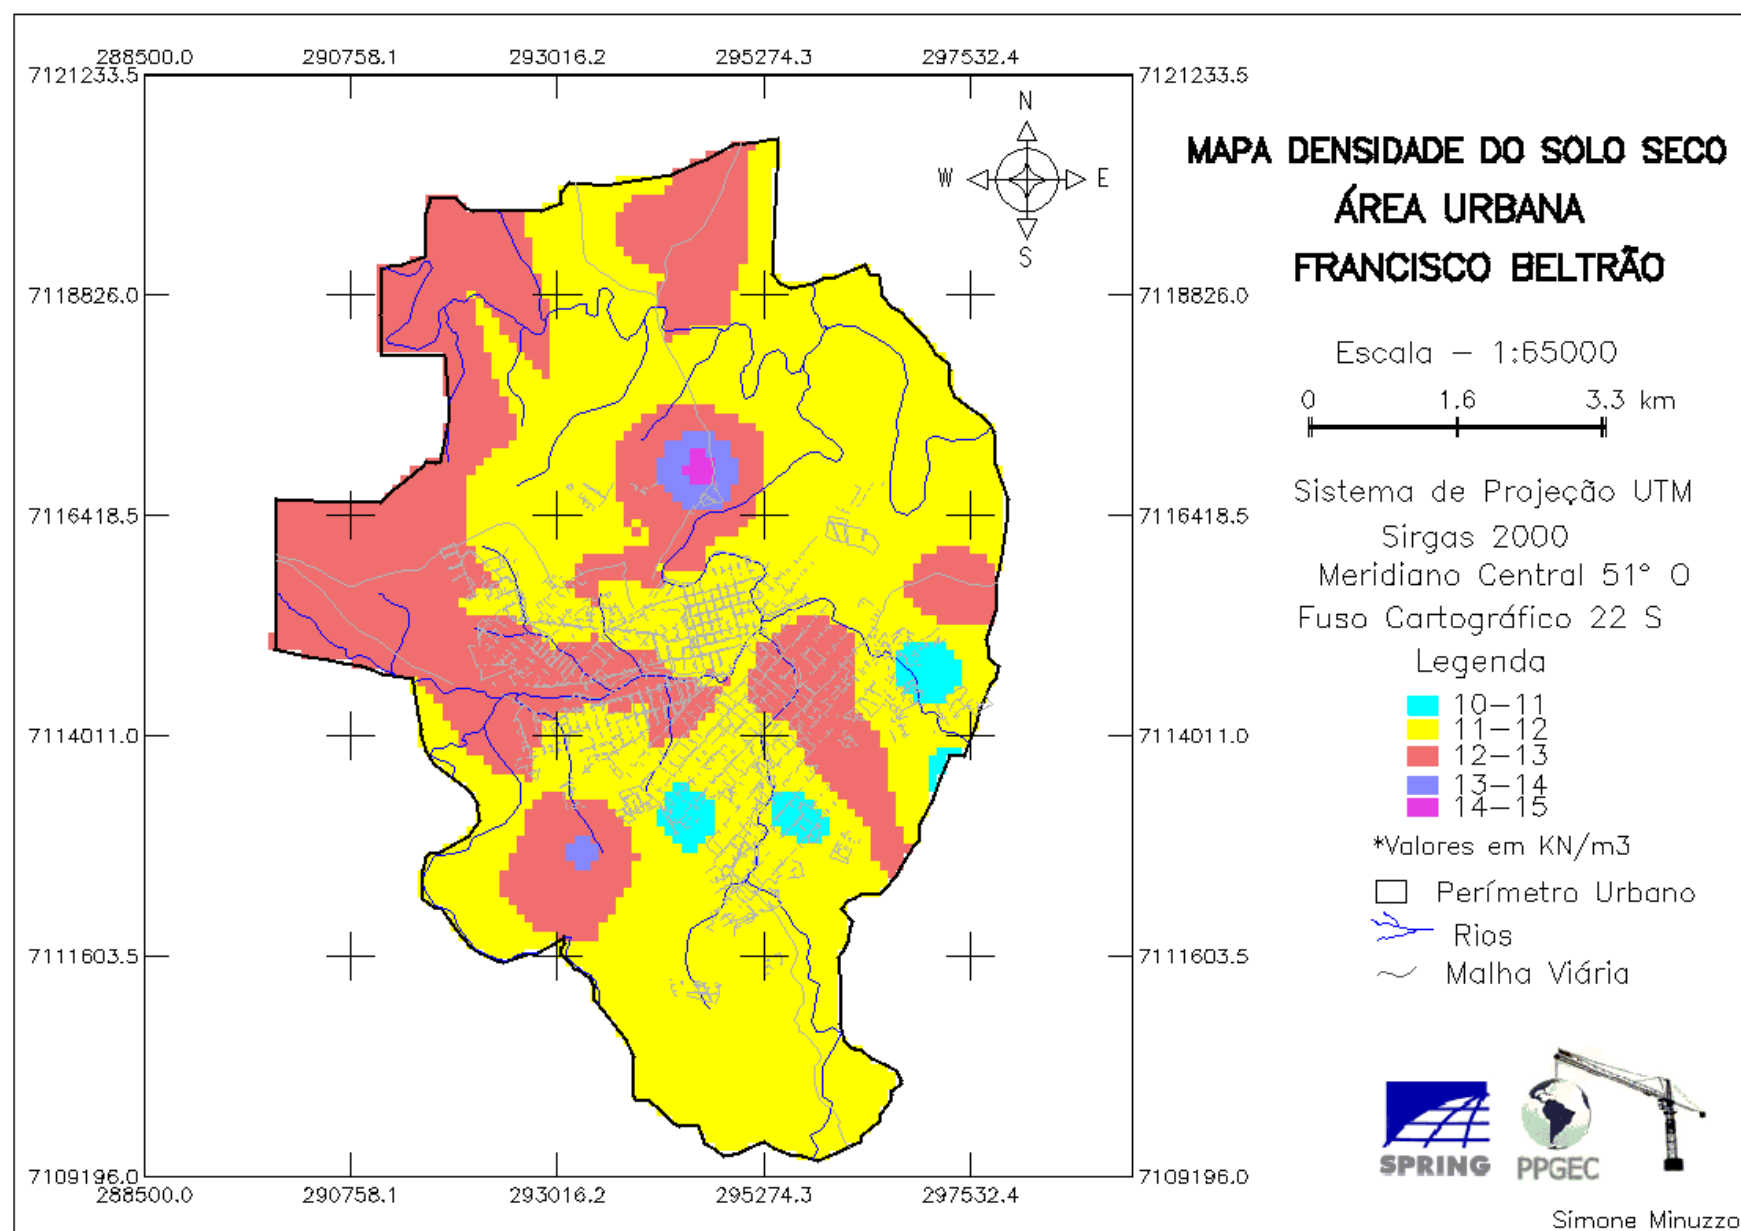 288500.0 290758.1 293016.2 295274.3 297532.4
7121233.5 7121233.5
N
W E
S
7118826.0 7118826.0
7116418.5 7116418.5
7114011.0 7114011.0
7111603.5 7111603.5
7109196.0 7109196.0
288500.0 290758.1 293016.2 295274.3 297532.4
MAPA DENSIDADE DO SOLO SECO
ÁREA URBANA
FRANCISCO BELTRÃO
Escala - 1:65000
0 1.6 3.3 km
Sistema de Projeção UTM
Sirgas 2000
Meridiano Central 51° O
Fuso Cartográfico 22 S
Legenda
10-11
11-12
12-13
13-14
14-15
*Valores em KN/m3
Perímetro Urbano
Rios
Malha Viária
SPRING PPGEC
Simone Minuzzo